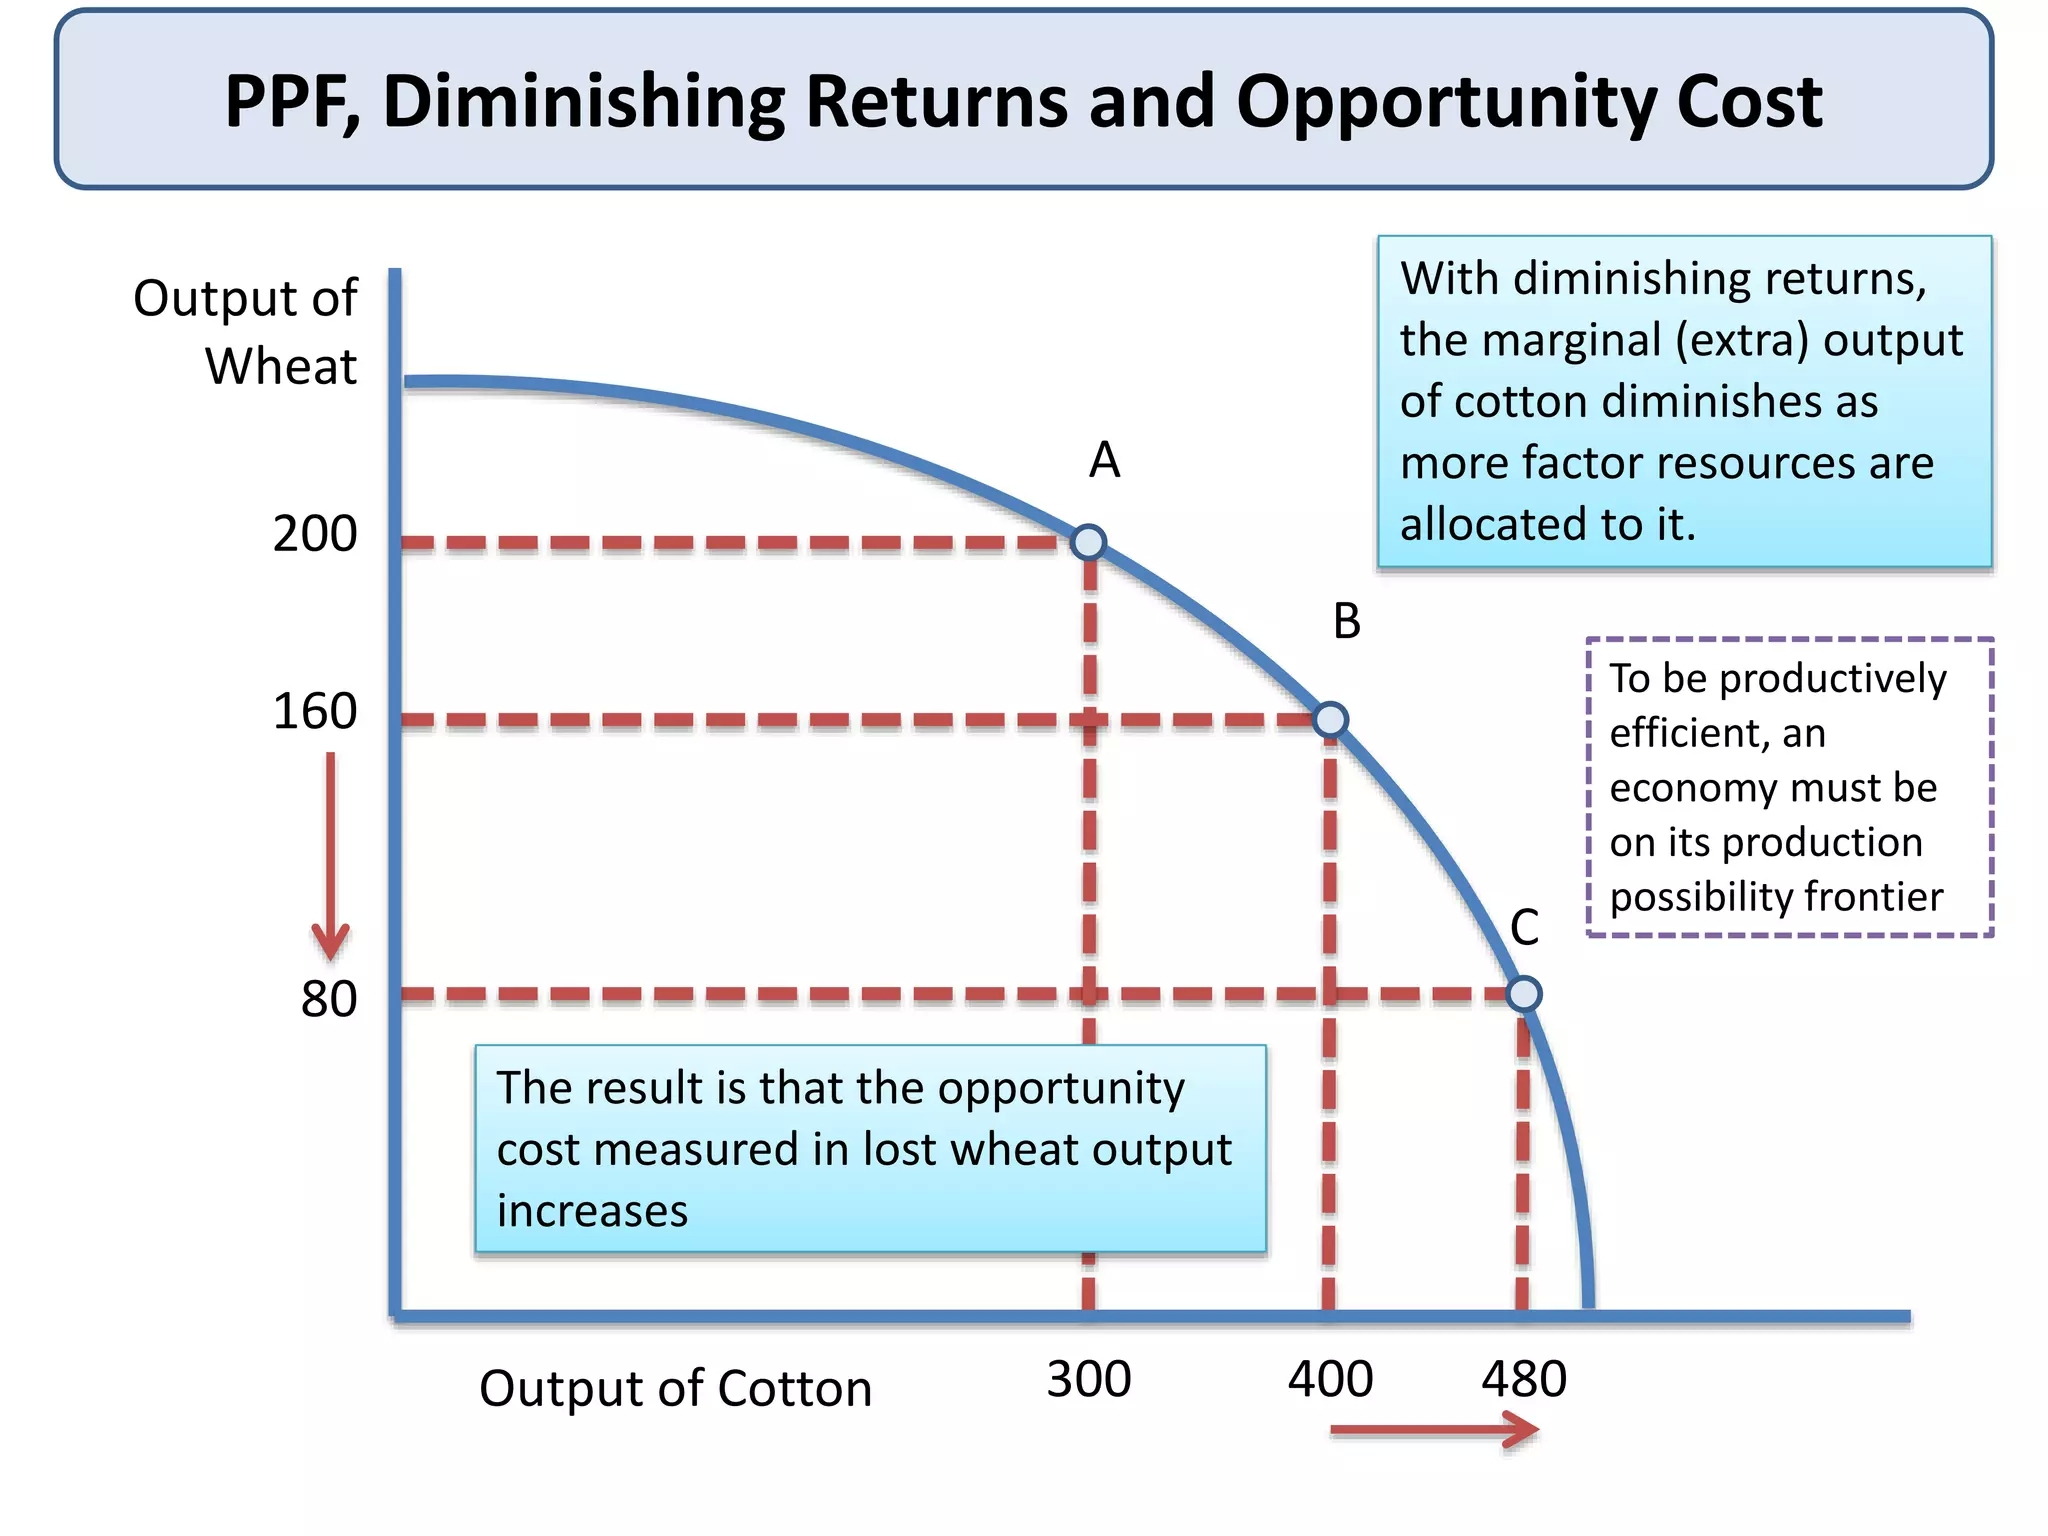 PPF, Diminishing Returns and Opportunity Cost
Output of
Wheat
With diminishing returns,
the marginal (extra) output
of cotton diminishes as
more factor resources are
allocated to it.
A
200
B
To be productively
efficient, an
economy must be
on its production
possibility frontier
160
C
80
The result is that the opportunity
cost measured in lost wheat output
increases
Output of Cotton
300
400
480